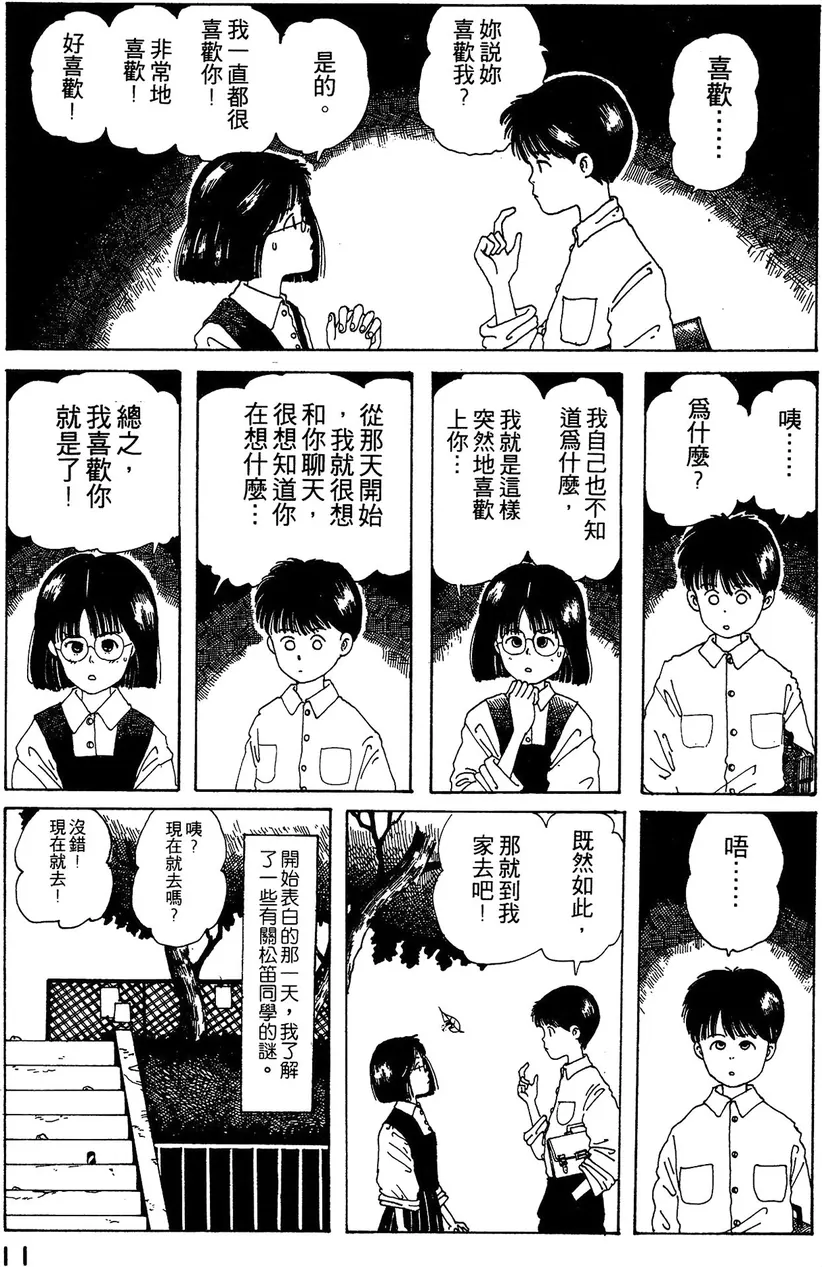 喜歡……
妳説妳
喜歡我？
是的。
我一直都很
喜歡你！
非常地
喜歡！
好喜歡！
咦……
爲什麼？
我自己也不知
道爲什麼，
我就是這樣
突然地喜歡
上你…
從那天開始
，我就很想
和你聊天，
很想知道你
在想什麼…
總之，
我喜歡你
就是了！
唔……
既然如此，
那就到我
家去吧！
開始表白的那一天，我了解
了一些有關松笛同學的謎。
咦？
現在就去嗎？
沒錯！
現在就去！
11